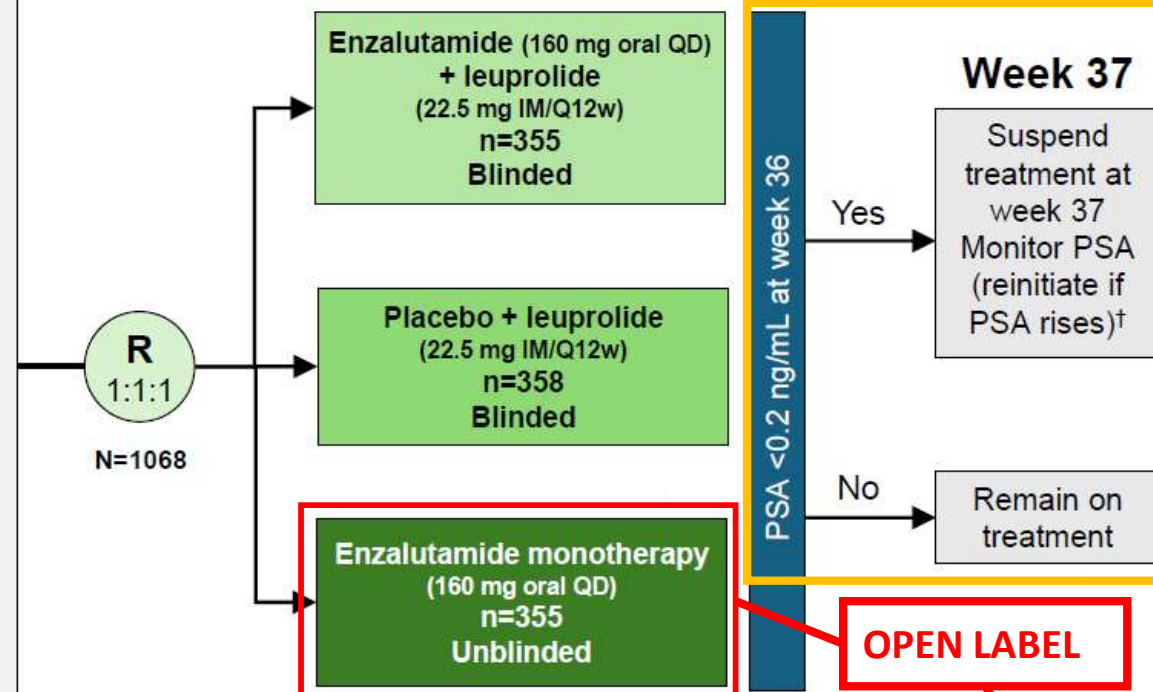 Enzalutamide (160 mg oral QD)
+ leuprolide
(22.5 mg IM/Q12w)
n=355
Blinded
R
1:1:1
N=1068
Placebo + leuprolide
(22.5 mg IM/Q12w)
n=358
Blinded
Enzalutamide monotherapy
(160 mg oral QD)
n=355
Unblinded
PSA <0.2 ng/mL at week 36
Yes
No
Week 37
Suspend
treatment at
week 37
Monitor PSA
(reinitiate if
PSA rises)†
Remain on
treatment
OPEN LABEL